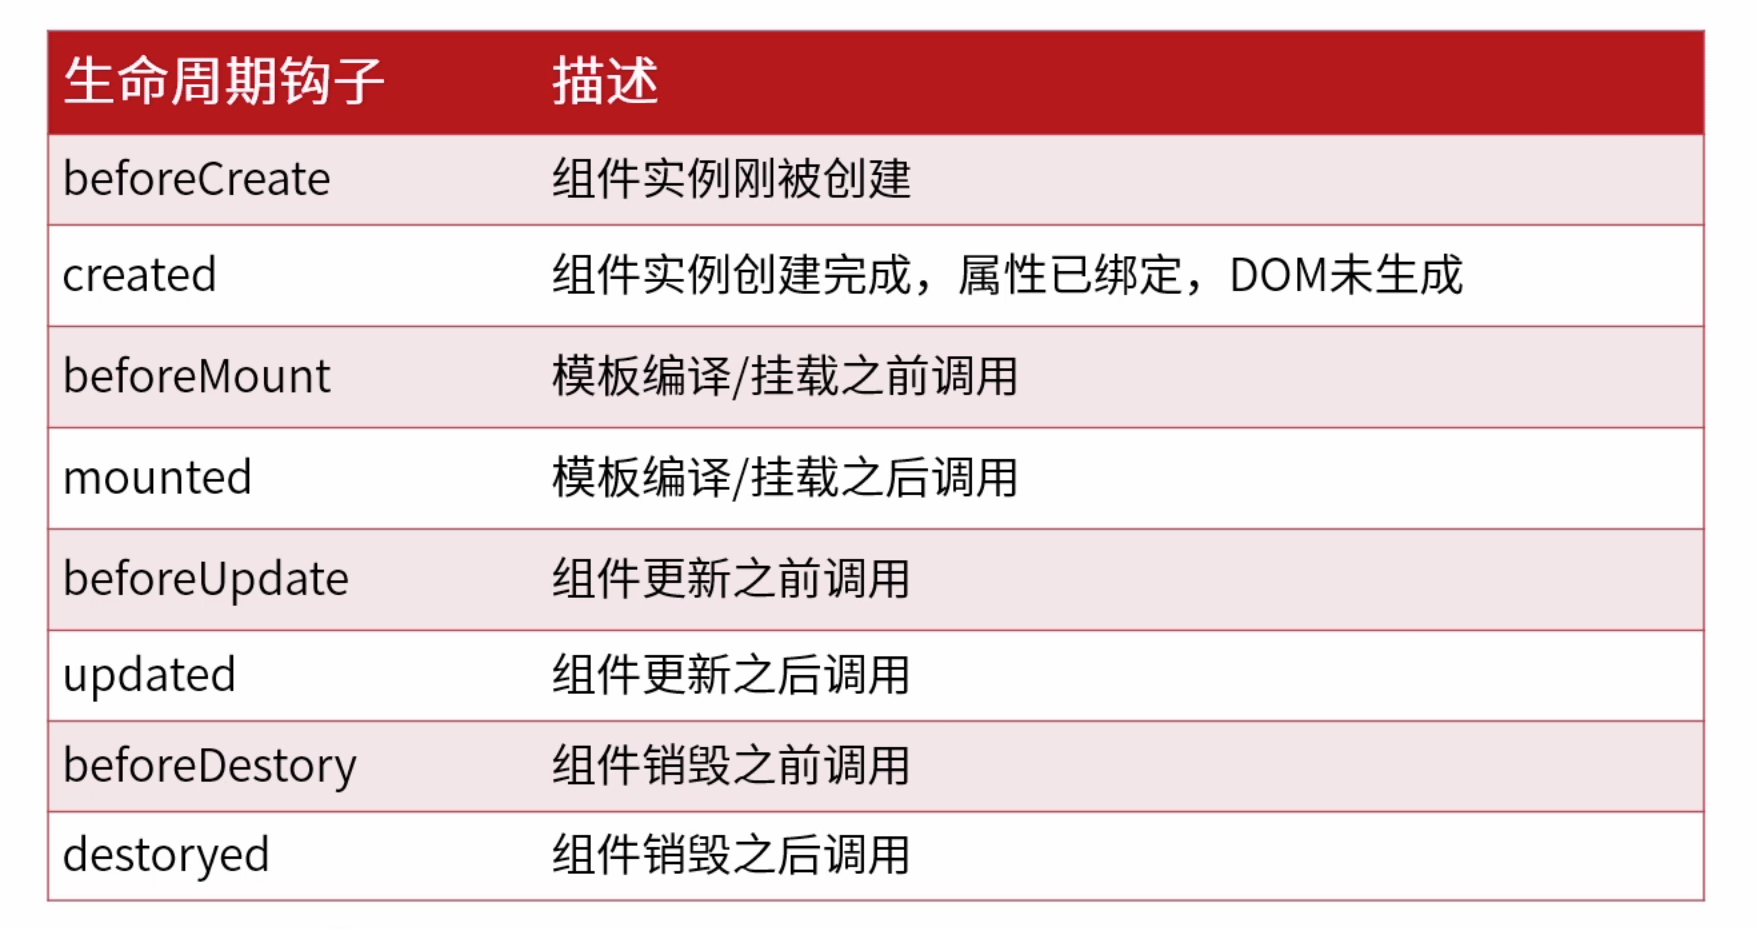 生命周期钩子 描述
beforeCreate 组件实例刚被创建
created 组件实例创建完成，属性已绑定，DOM未生成
beforeMount 模板编译/挂载之前调用
mounted 模板编译/挂载之后调用
beforeUpdate 组件更新之前调用
updated 组件更新之后调用
beforeDestory 组件销毁之前调用
destoryed 组件销毁之后调用